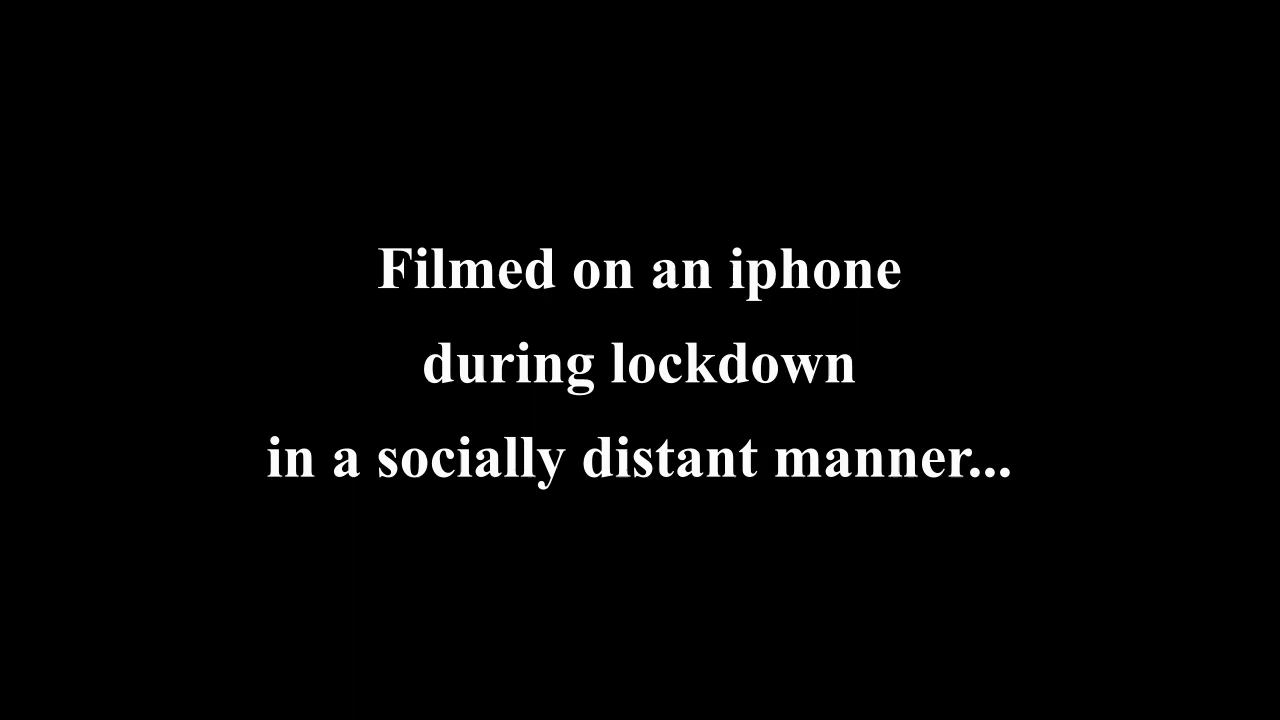 Filmed on an iphone
during lockdown
in a socially distant manner...